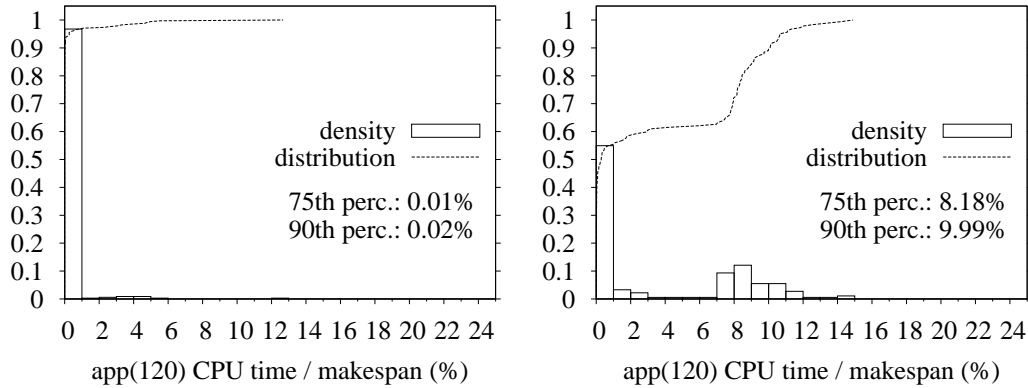 1
0.9
0.8
0.7
0.6
0.5
0.4
0.3
0.2
0.1
0
density
distribution
75th perc.: 0.01%
90th perc.: 0.02%
0 2 4 6 8 10 12 14 16 18 20 22 24
app(120) CPU time / makespan (%)
1
0.9
0.8
0.7
0.6
0.5
0.4
0.3
0.2
0.1
0
density
distribution
75th perc.: 8.18%
90th perc.: 9.99%
0 2 4 6 8 10 12 14 16 18 20 22 24
app(120) CPU time / makespan (%)